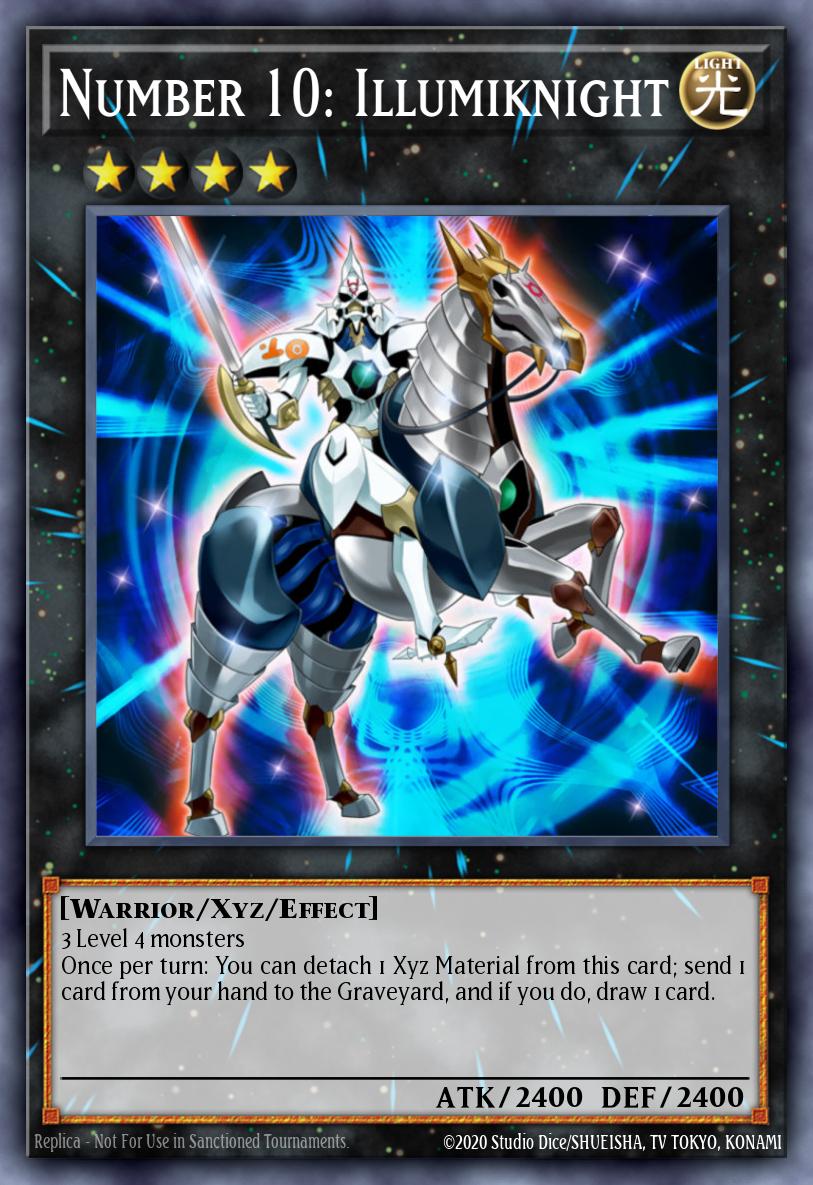 Number 10: Illumiknight
LIGHT
光
10
[Warrior/Xyz/Effect]
3 Level 4 monsters
Once per turn: You can detach 1 Xyz Material from this card; send 1
card from your hand to the Graveyard, and if you do, draw 1 card.
ATK/2400 DEF/2400
Replica - Not For Use in Sanctioned Tournaments.
©2020 Studio Dice/SHUEISHA, TV TOKYO, KONAMI